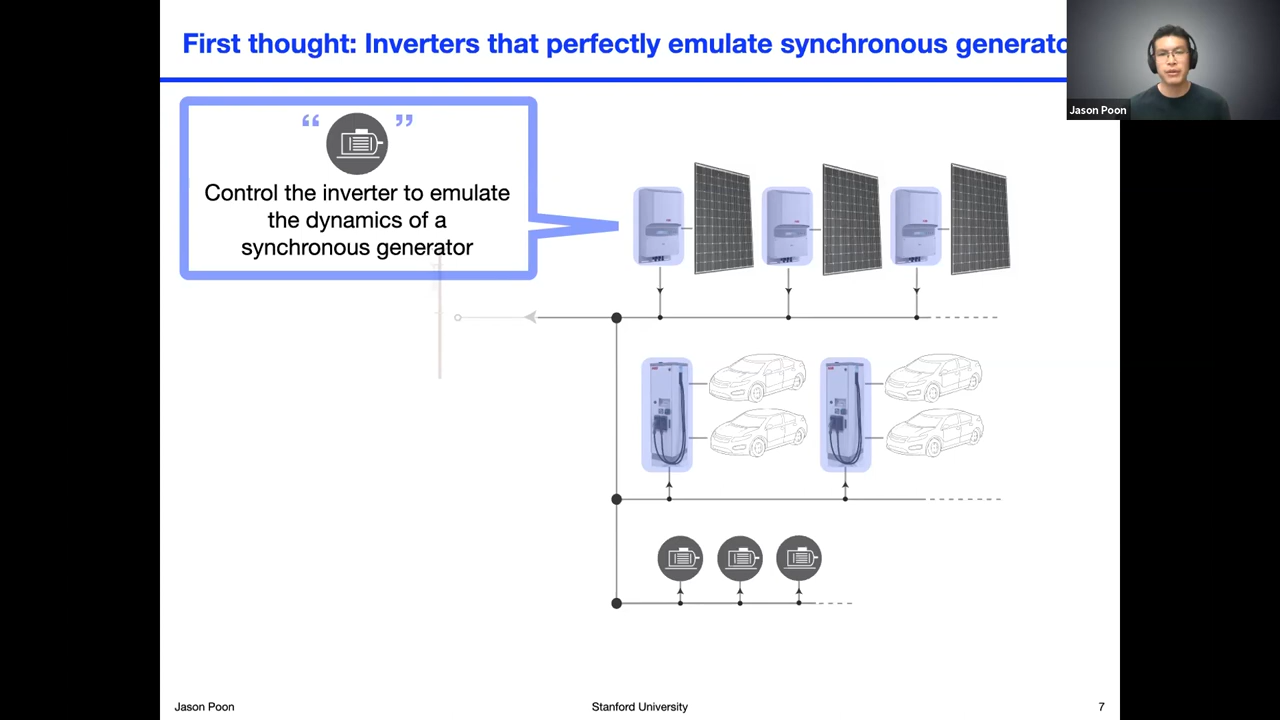 First thought: Inverters that perfectly emulate synchronous generato
Jason Poon
“ ”
Control the inverter to emulate
the dynamics of a
synchronous generator
Jason Poon
Stanford University
7